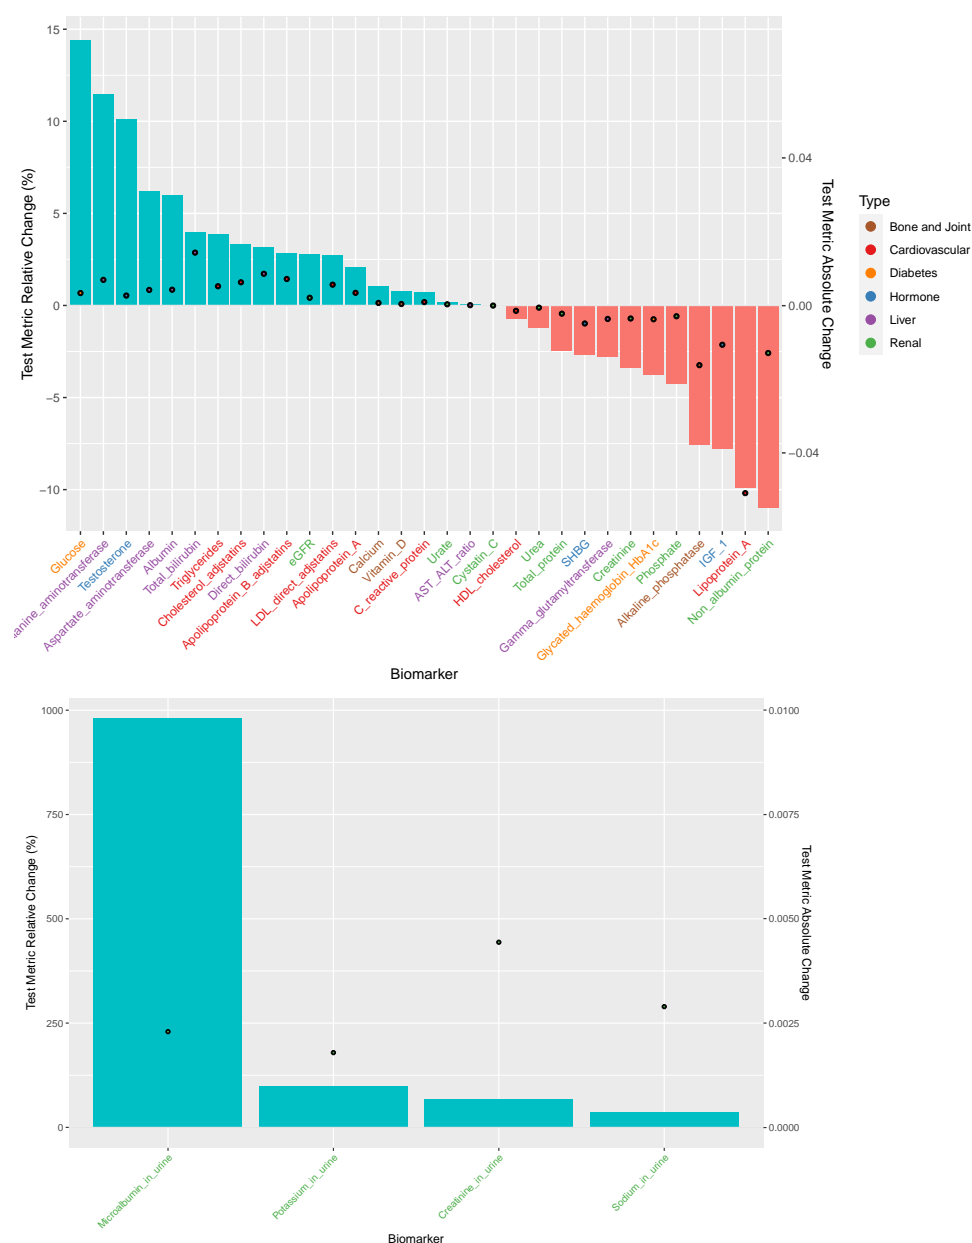 15
10
5
0
−5
−10
Test Metric Relative Change (%)
0.04
0.00
−0.04
Test Metric Absolute Change
Type
Bone and Joint
Cardiovascular
Diabetes
Hormone
Liver
Renal
Glucose
anine_aminotransferase
Testosterone
Aspartate_aminotransferase
Albumin
Total_bilirubin
Triglycerides
Cholesterol_adjstatins
Direct_bilirubin
Apolipoprotein_B_adjstatins
eGFR
LDL_direct_adjstatins
Apolipoprotein_A
Calcium
Vitamin_D
C_reactive_protein
Urate
AST_ALT_ratio
Cystatin_C
HDL_cholesterol
Urea
Total_protein
SHBG
Gamma_glutamyltransferase
Creatinine
Glycated_haemoglobin_HbA1c
Phosphate
Alkaline_phosphatase
IGF_1
Lipoprotein_A
Non_albumin_protein
Biomarker
1000
750
500
250
0
Test Metric Relative Change (%)
0.0100
0.0075
0.0050
0.0025
0.0000
Test Metric Absolute Change
Microalbumin_in_urine
Potassium_in_urine
Creatinine_in_urine
Sodium_in_urine
Biomarker